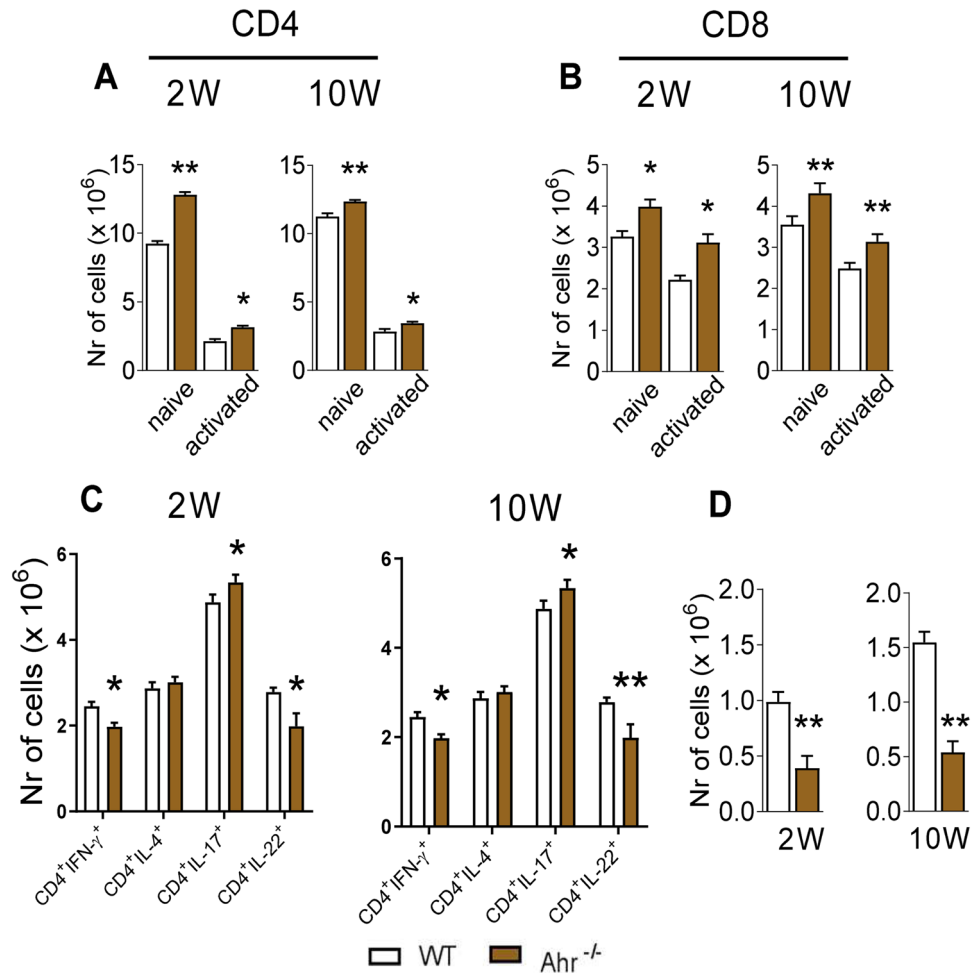 CD4
CD8
A
B
2W
10W
2W
10W
Nr of cells (x 10⁶)
15
10
5
0
**
*
naive
activated
15
10
5
0
**
*
naive
activated
Nr of cells (x 10⁶)
5
4
3
2
1
0
*
*
naive
activated
5
4
3
2
1
0
**
**
naive
activated
C
2W
10W
D
Nr of cells (x 10⁶)
6
4
2
0
*
*
*
CD4⁺IFN-γ⁺
CD4⁺IL-4⁺
CD4⁺IL-17⁺
CD4⁺IL-22⁺
6
4
2
0
*
*
**
CD4⁺IFN-γ⁺
CD4⁺IL-4⁺
CD4⁺IL-17⁺
CD4⁺IL-22⁺
Nr of cells (x 10⁶)
2.0
1.5
1.0
0.5
0.0
**
2W
2.0
1.5
1.0
0.5
0.0
**
10W
WT
Ahr⁻/⁻